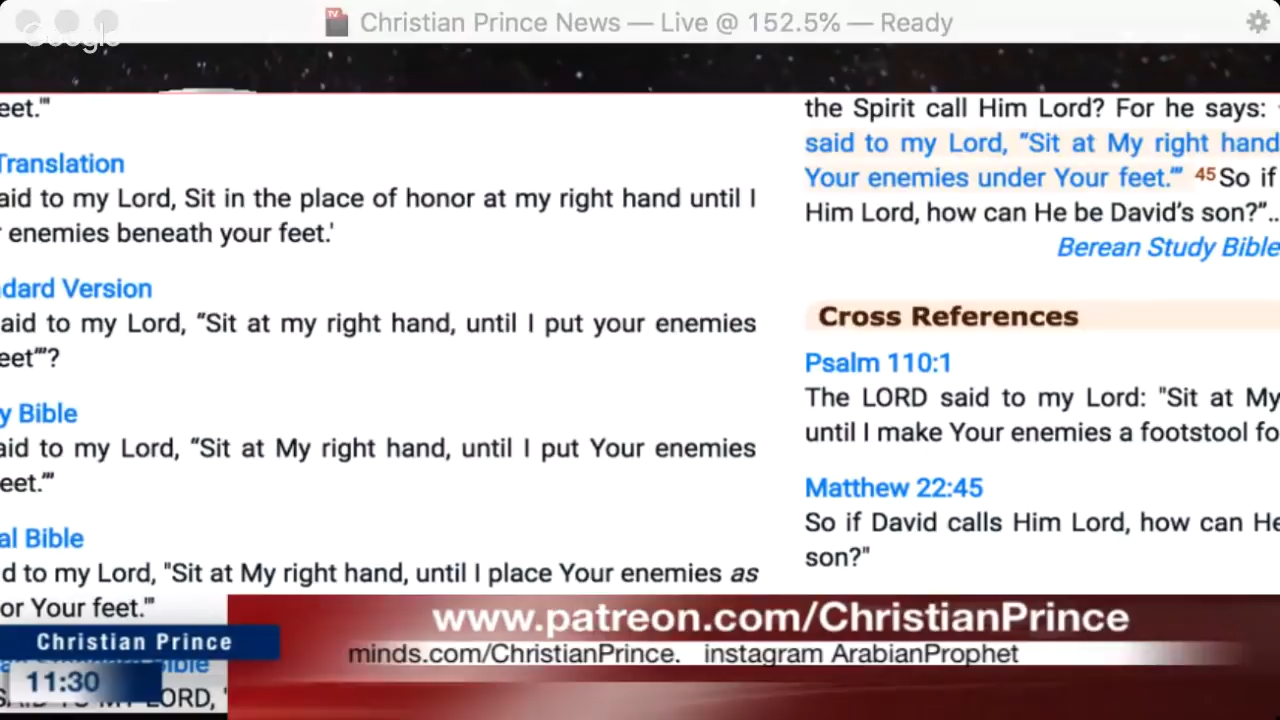 Christian Prince News — Live @ 152.5% — Ready
Google
eet.'"
Translation
aid to my Lord, Sit in the place of honor at my right hand until I
enemies beneath your feet.'
dard Version
aid to my Lord, “Sit at my right hand, until I put your enemies
eet”’?
y Bible
aid to my Lord, “Sit at My right hand, until I put Your enemies
eet.”’
al Bible
d to my Lord, "Sit at My right hand, until I place Your enemies as
or Your feet."'
ible
LORD, '
the Spirit call Him Lord? For he says:
said to my Lord, “Sit at My right hand
Your enemies under Your feet.”’ 45 So if
Him Lord, how can He be David’s son?”..
Berean Study Bible
Cross References
Psalm 110:1
The LORD said to my Lord: "Sit at My
until I make Your enemies a footstool fo
Matthew 22:45
So if David calls Him Lord, how can He
son?"
www.patreon.com/ChristianPrince
minds.com/ChristianPrince. instagram ArabianProphet
Christian Prince
11:30